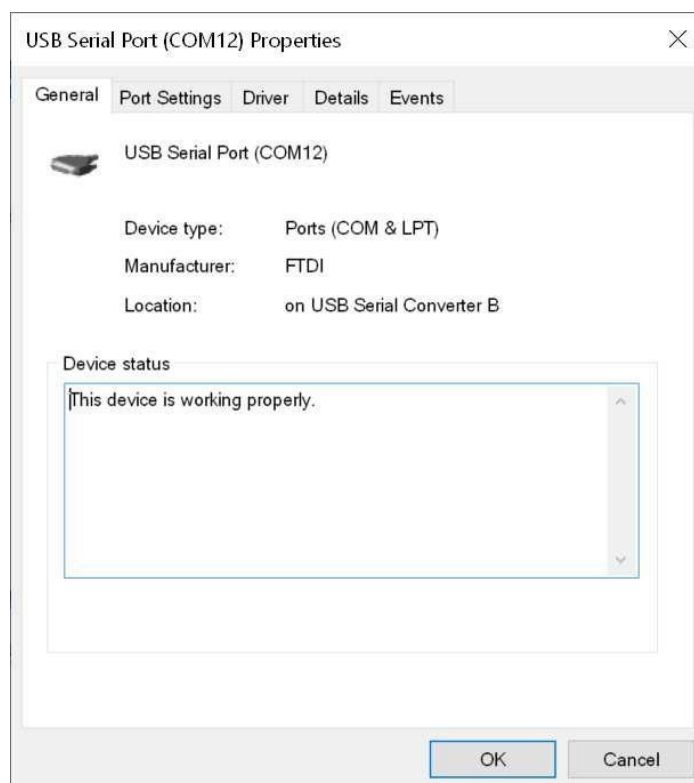 USB Serial Port (COM12) Properties
General Port Settings Driver Details Events
USB Serial Port (COM12)
Device type: Ports (COM & LPT)
Manufacturer: FTDI
Location: on USB Serial Converter B
Device status
This device is working properly.
OK Cancel